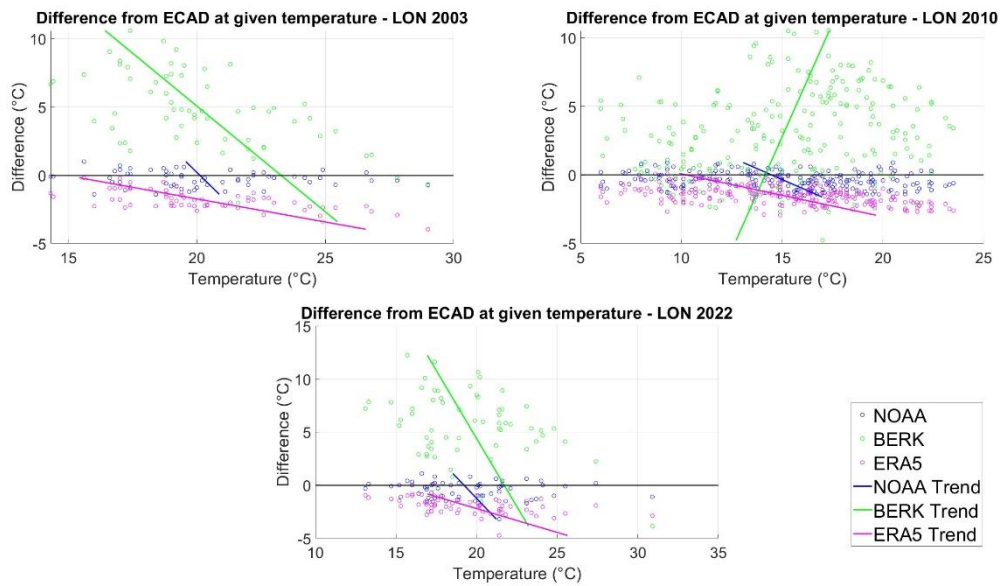 Difference from ECAD at given temperature - LON 2003
10
5
0
-5
Difference (°C)
15 20 25 30
Temperature (°C)
Difference from ECAD at given temperature - LON 2010
10
5
0
-5
Difference (°C)
5 10 15 20 25
Temperature (°C)
Difference from ECAD at given temperature - LON 2022
15
10
5
0
-5
Difference (°C)
10 15 20 25 30 35
Temperature (°C)
NOAA
BERK
ERA5
NOAA Trend
BERK Trend
ERA5 Trend